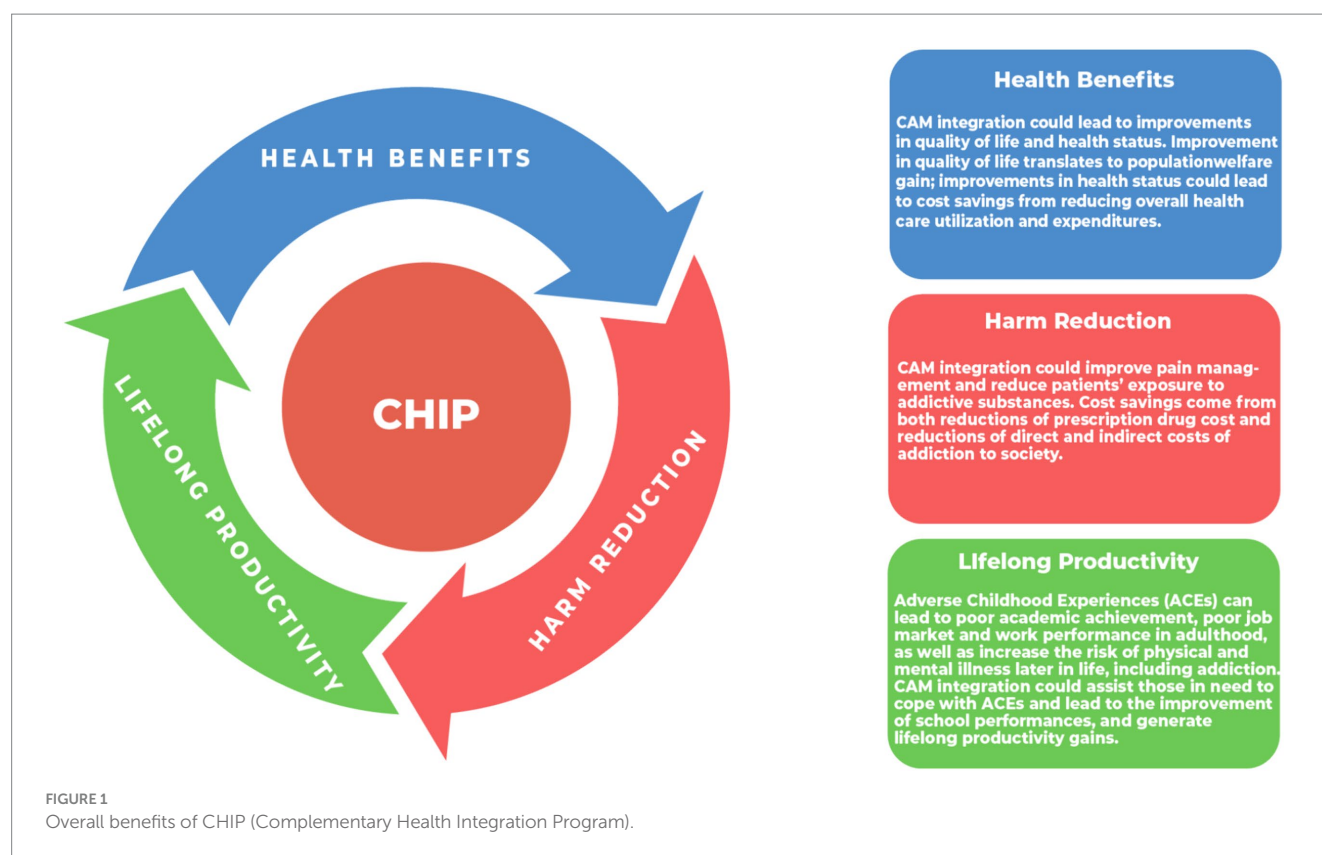 HEALTH BENEFITS
CHIP
HARM REDUCTION
LIFELONG PRODUCTIVITY
Health Benefits
CAM integration could lead to improvements
in quality of life and health status. Improvement
in quality of life translates to populationwelfare
gain; improvements in health status could lead
to cost savings from reducing overall health
care utilization and expenditures.
Harm Reduction
CAM integration could improve pain manag-
ement and reduce patients’ exposure to
addictive substances. Cost savings come from
both reductions of prescription drug cost and
reductions of direct and indirect costs of
addiction to society.
LIfelong Productivity
Adverse Childhood Experiences (ACEs) can
lead to poor academic achievement, poor job
market and work performance in adulthood,
as well as increase the risk of physical and
mental illness later in life, including addiction.
CAM integration could assist those in need to
cope with ACEs and lead to the improvement
of school performances, and generate
lifelong productivity gains.
FIGURE 1
Overall benefits of CHIP (Complementary Health Integration Program).